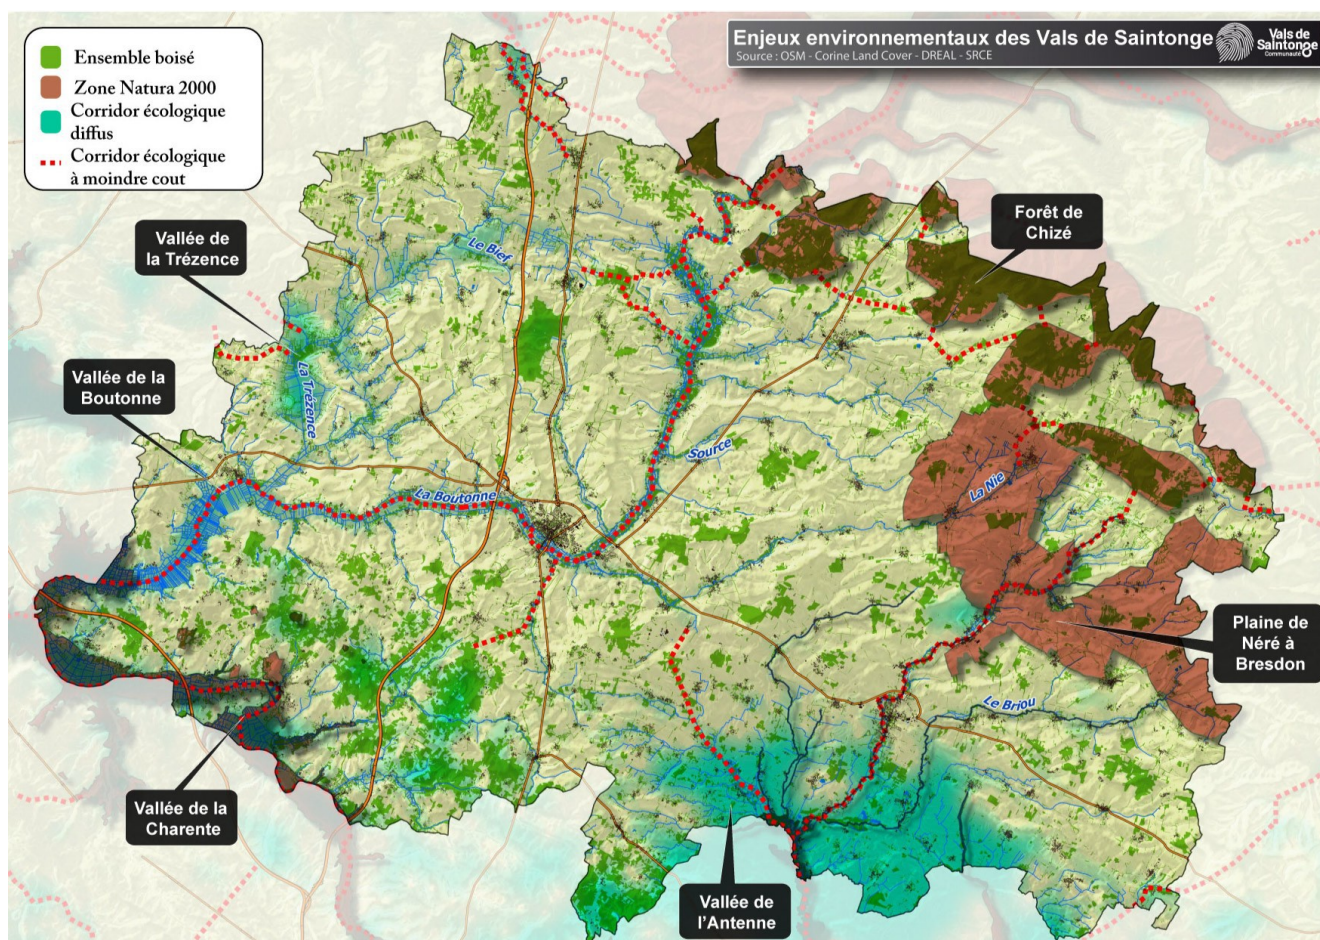 Enjeux environnementaux des Vals de Saintonge
Source : OSM - Corine Land Cover - DREAL - SRCE
Vals de
Saintonge
Communauté
Ensemble boisé
Zone Natura 2000
Corridor écologique
diffus
Corridor écologique
à moindre cout
Forêt de
Chizé
Vallée de
la Trézence
Le Bief
Vallée de la
Boutonne
La Trézence
Source
La Boutonne
La Nie
Plaine de
Néré à
Bresdon
Le Briou
Vallée de la
Charente
Vallée de
l'Antenne